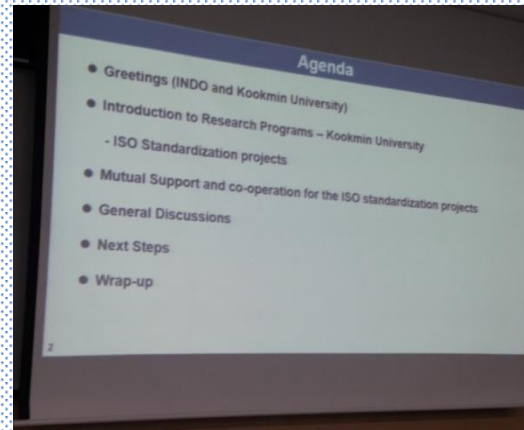 Agenda
● Greetings (INDO and Kookmin University)
● Introduction to Research Programs – Kookmin University
- ISO Standardization projects
● Mutual Support and co-operation for the ISO standardization projects
● General Discussions
● Next Steps
● Wrap-up
2